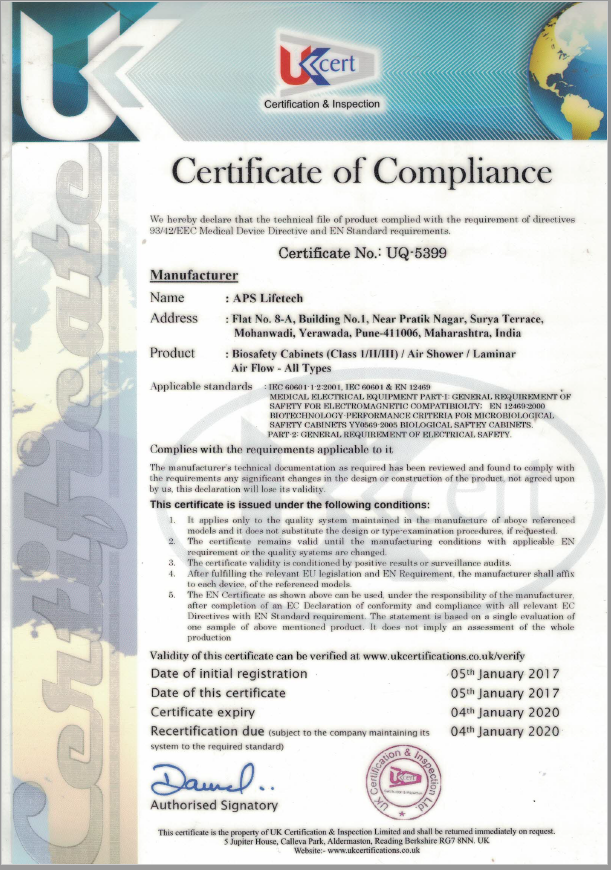 UK
UKcert
Certification & Inspection
Certificate
Certificate of Compliance
We hereby declare that the technical file of product complied with the requirement of directives
93/42/EEC Medical Device Directive and EN Standard requirements.
Certificate No.: UQ-5399
Manufacturer
Name : APS Lifetech
Address : Flat No. 8-A, Building No.1, Near Pratik Nagar, Surya Terrace,
Mohanwadi, Yerawada, Pune-411006, Maharashtra, India
Product : Biosafety Cabinets (Class 1/II/III) / Air Shower / Laminar
Air Flow - All Types
Applicable standards : IEC 60601-1-2:2001, IEC 60601 & EN 12469
MEDICAL ELECTRICAL EQUIPMENT PART-I: GENERAL REQUIREMENT OF
SAFETY FOR ELECTROMAGNETIC COMPATIBIOLTY: EN 12469:2000
BIOTECHNOLOGY-PERFORMANCE CRITERIA FOR MICROBIOLOGICAL
SAFETY CABINETS YY0569-2005 BIOLOGICAL SAFTEY CABINETS.
PART-2: GENERAL REQUIREMENT OF ELECTRICAL SAFETY.
Complies with the requirements applicable to it
The manufacturer's technical documentation as required has been reviewed and found to comply with
the requirements any significant changes in the design or construction of the product, not agreed upon
by us, this declaration will lose its validity.
This certificate is issued under the following conditions:
1. It applies only to the quality system maintained in the manufacture of above referenced
models and it does not substitute the design or type-examination procedures, if requested.
2. The certificate remains valid until the manufacturing conditions with applicable EN
requirement or the quality systems are changed.
3. The certificate validity is conditioned by positive results or surveillance audits.
4. After fulfilling the relevant EU legislation and EN Requirement, the manufacturer shall affix
to each device, of the referenced models.
5. The EN Certificate as shown above can be used, under the responsibility of the manufacturer,
after completion of an EC Declaration of conformity and compliance with all relevant EC
Directives with EN Standard requirement. The statement is based on a single evaluation of
one sample of above mentioned product. It does not imply an assessment of the whole
production
Validity of this certificate can be verified at www.ukcertifications.co.uk/verify
Date of initial registration 05th January 2017
Date of this certificate 05th January 2017
Certificate expiry 04th January 2020
Recertification due (subject to the company maintaining its 04th January 2020
system to the required standard)
UK Certification & Inspection Ltd.
Authorised Signatory
This certificate is the property of UK Certification & Inspection Limited and shall be returned immediately on request.
5 Jupiter House, Calleva Park, Aldermaston, Reading Berkshire RG7 8NN. UK
Website:- www.ukcertifications.co.uk